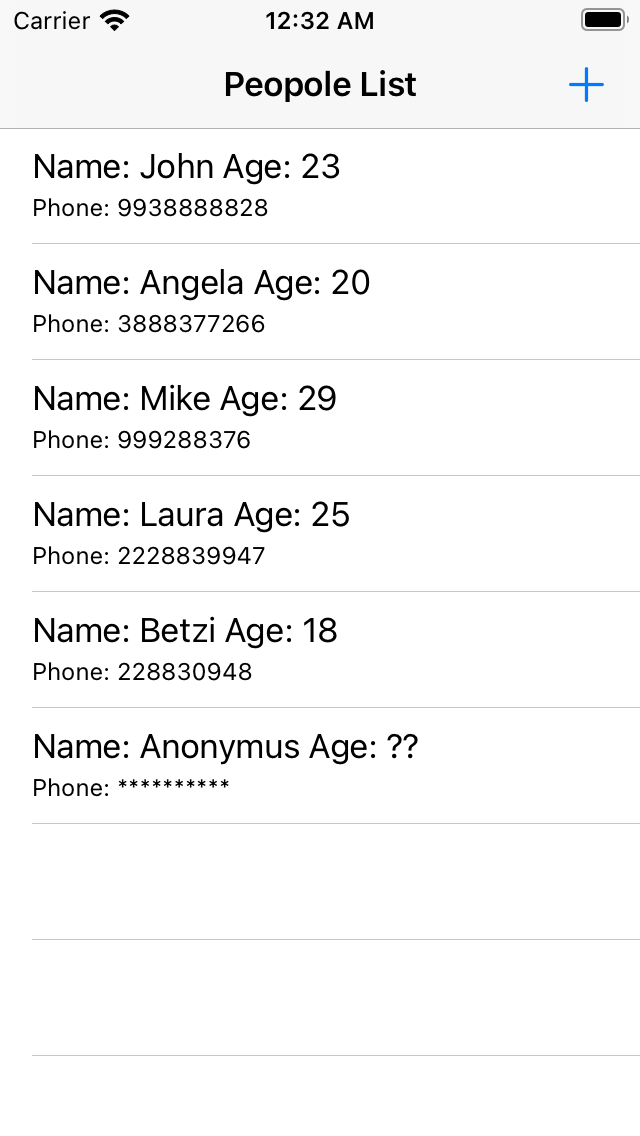 Carrier 12:32 AM
Peopole List
Name: John Age: 23
Phone: 9938888828
Name: Angela Age: 20
Phone: 3888377266
Name: Mike Age: 29
Phone: 999288376
Name: Laura Age: 25
Phone: 2228839947
Name: Betzi Age: 18
Phone: 228830948
Name: Anonymus Age: ??
Phone: **********